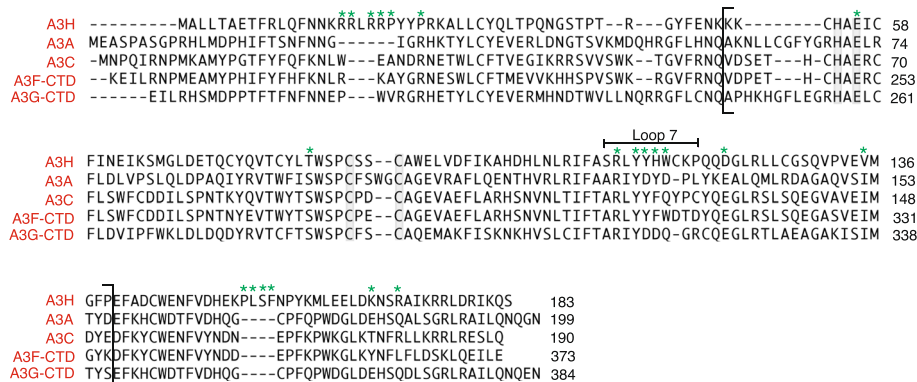 * ** *** * *
A3H ---------MALLTAETFRLQFNNKRRLRRPYYPRKALLCYQLTPQNGSTPT--R---GYFENKKK---------CHAEIC 58
A3A MEASPASGPRHLMDPHIFTSNFNNG-----IGRHKTYLCYEVERLDNGTSVKMDQHRGFLHNQAKNLLCGFYGRHAELR 74
A3C -MNPQIRNPMKAMYPGTFYFQFKNLW---EANDRNETWLCFTVEGIKRRSVVSWK--TGVFRNQVDSET---H-CHAERC 70
A3F-CTD --KEILRNPMEAMYPHIFYFHFKNLR---KAYGRNESWLCFTMEVVKHHSPVSWK--RGVFRNQVDPET---H-CHAERC 253
A3G-CTD ------EILRHSMDPPTFTFNFNNEP---WVRGRHETYLCYEVERMHNDTWVLLNQRRGFLCNQAPHKHGFLEGRHAELC 261
Loop 7
* * *** * *
A3H FINEIKSMGLDETQCYQVTCYLTWSPCSS--CAWELVDFIKAHDHLNLRIFASRLYYHWCKPQQDGLRLLCGSQVPVEVM 136
A3A FLDLVPSLQLDPAQIYRVTWFISWSPCFSWGCAGEVRAFLQENTHVRLRIFAARIYDYD-PLYKEALQMLRDAGAQVSIM 153
A3C FLSWFCDDILSPNTKYQVTWYTSWSPCPD--CAGEVAEFLARHSNVNLTIFTARLYYFQYPCYQEGLRSLSQEGVAVEIM 148
A3F-CTD FLSWFCDDILSPNTNYEVTWYTSWSPCPE--CAGEVAEFLARHSNVNLTIFTARLYYFWDTDYQEGLRSLSQEGASVEIM 331
A3G-CTD FLDVIPFWKLDLDQDYRVTCFTSWSPCFS--CAQEMAKFISKNKHVSLCIFTARIYDDQ-GRCQEGLRTLAEAGAKISIM 338
**** * *
A3H GFPEFADCWENFVDHEKPLSFNPYKMLEELDKNSRAIKRRLDRIKQS 183
A3A TYDEFKHCWDTFVDHQG----CPFQPWDGLDEHSQALSGRLRAILQNQGN 199
A3C DYEDFKYCWENFVYNDN----EPFKPWKGLKTNFRLLKRRLRESLQ 190
A3F-CTD GYKDFKYCWENFVYNDD----EPFKPWKGLKYNFLFLDSKLQEILE 373
A3G-CTD TYSEFKHCWDTFVDHQG----CPFQPWDGLDEHSQDLSGRLRAILQNQEN 384